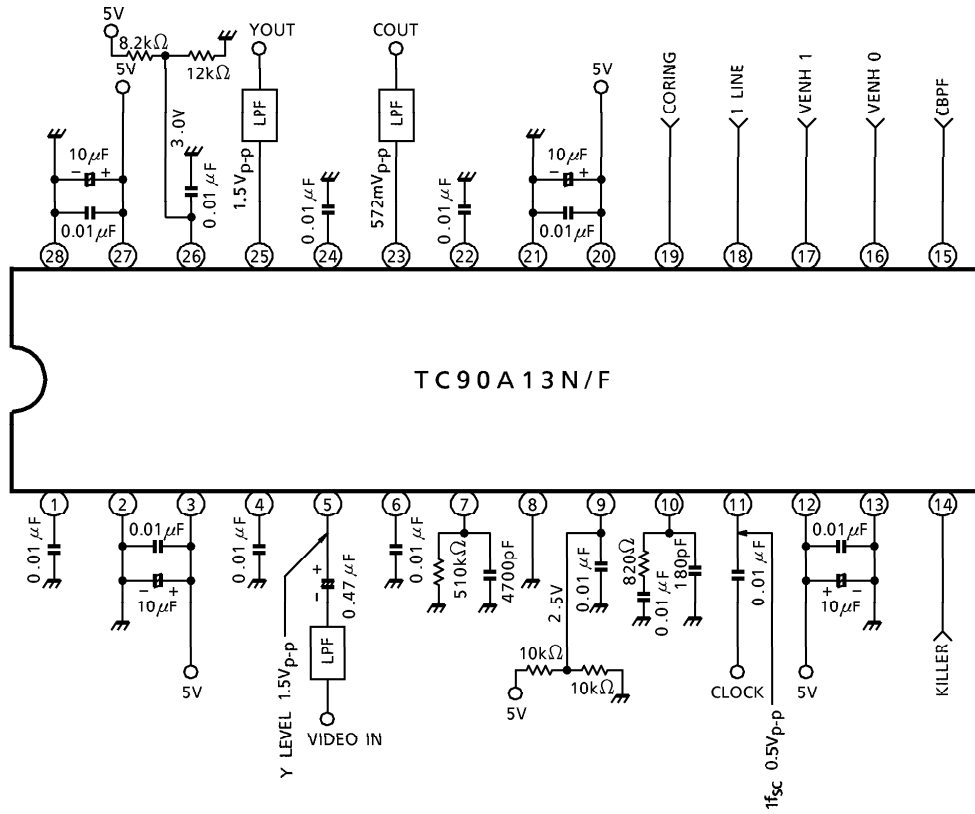 5V
8.2kΩ
12kΩ
5V
YOUT
LPF
COUT
LPF
5V
CORING
1 LINE
VENH 1
VENH 0
CBPF
10μF
- +
0.01μF
3.0V
0.01μF
1.5Vp-p
0.01μF
572mVp-p
0.01μF
10μF
- +
0.01μF
28
27
26
25
24
23
22
21
20
19
18
17
16
15
TC90A13N/F
1
2
3
4
5
6
7
8
9
10
11
12
13
14
0.01μF
0.01μF
- +
10μF
5V
0.01μF
Y LEVEL 1.5Vp-p
+
-
0.47μF
LPF
VIDEO IN
0.01μF
510kΩ
4700pF
2.5V
0.01μF
10kΩ
10kΩ
5V
820Ω
0.01μF
180pF
0.01μF
CLOCK
1fsc 0.5Vp-p
0.01μF
+ -
10μF
5V
KILLER